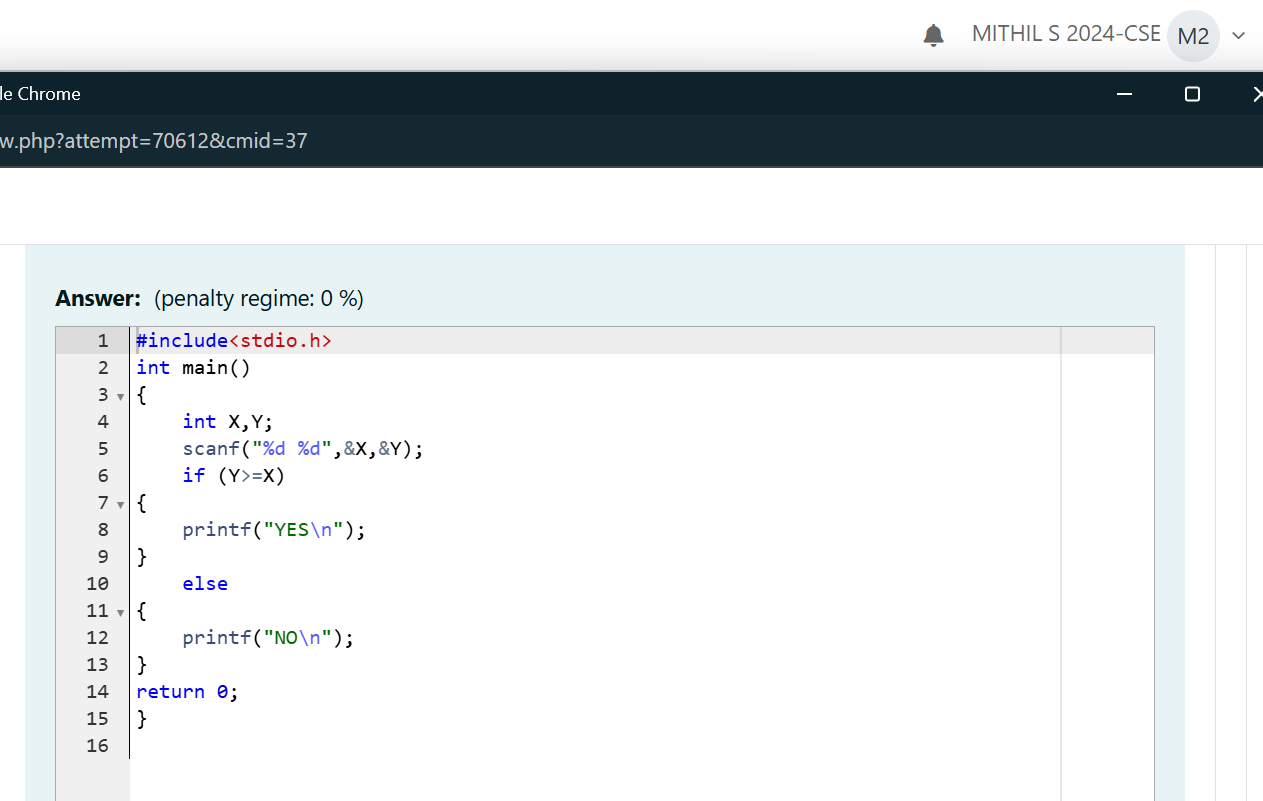 MITHIL S 2024-CSE M2
le Chrome
w.php?attempt=70612&cmid=37
Answer: (penalty regime: 0 %)
1 #include<stdio.h>
2 int main()
3 {
4     int X,Y;
5     scanf("%d %d",&X,&Y);
6     if (Y>=X)
7 {
8     printf("YES\n");
9 }
10     else
11 {
12     printf("NO\n");
13 }
14 return 0;
15 }
16